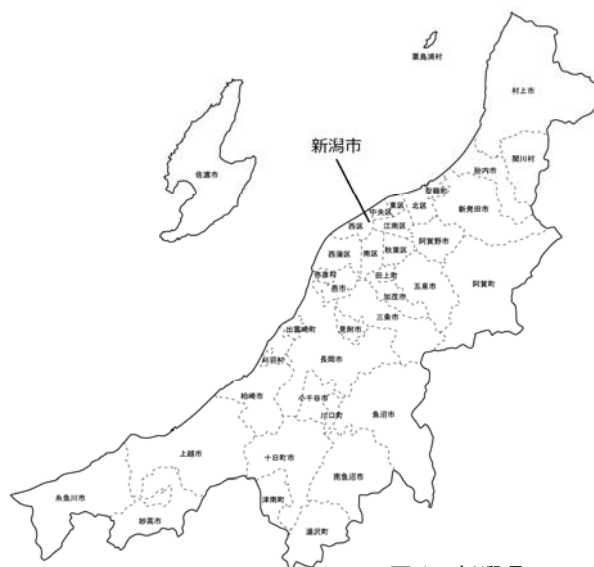 粟島浦村
村上市
関川村
胎内市
聖籠町
新発田市
新潟市
佐渡市
東区
北区
中央区
西区
江南区
阿賀野市
西蒲区
南区
秋葉区
弥彦村
燕市
田上町
五泉市
阿賀町
加茂市
三条市
出雲崎町
見附市
刈羽村
長岡市
柏崎市
小千谷市
川口町
魚沼市
上越市
十日町市
南魚沼市
糸魚川市
妙高市
津南町
湯沢町